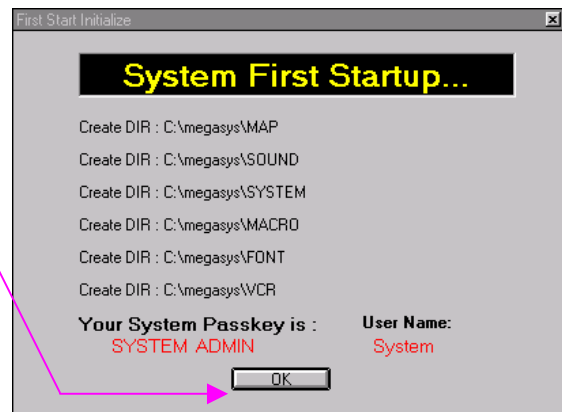 First Start Initialize
System First Startup...
Create DIR : C:\megasys\MAP
Create DIR : C:\megasys\SOUND
Create DIR : C:\megasys\SYSTEM
Create DIR : C:\megasys\MACRO
Create DIR : C:\megasys\FONT
Create DIR : C:\megasys\VCR
Your System Passkey is : User Name:
SYSTEM ADMIN System
OK